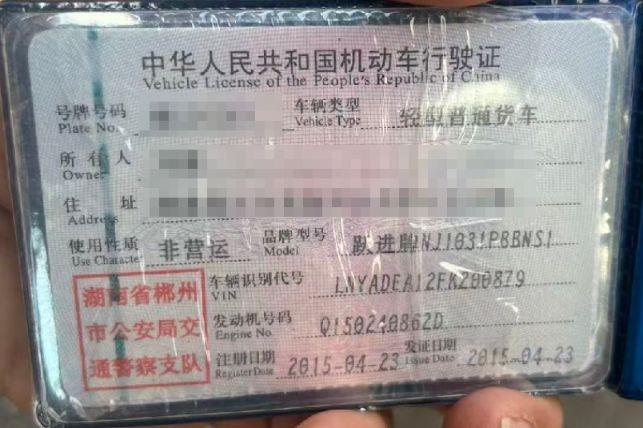 中华人民共和国机动车行驶证
Vehicle License of the People's Republic of China
号牌号码 车辆类型 轻型普通货车
Plate No. Vehicle Type
所有人
Owner
住址
Address
使用性质 非营运 品牌型号 跃进牌NJ1031PBBNS1
Use Character Model
湖南省郴州
市公安局交
通警察支队
车辆识别代号 LNYADEA12FK200879
VIN
发动机号码 Q150240862D
Engine No.
注册日期 2015-04-23 发证日期 2015-04-23
Register Date Issue Date